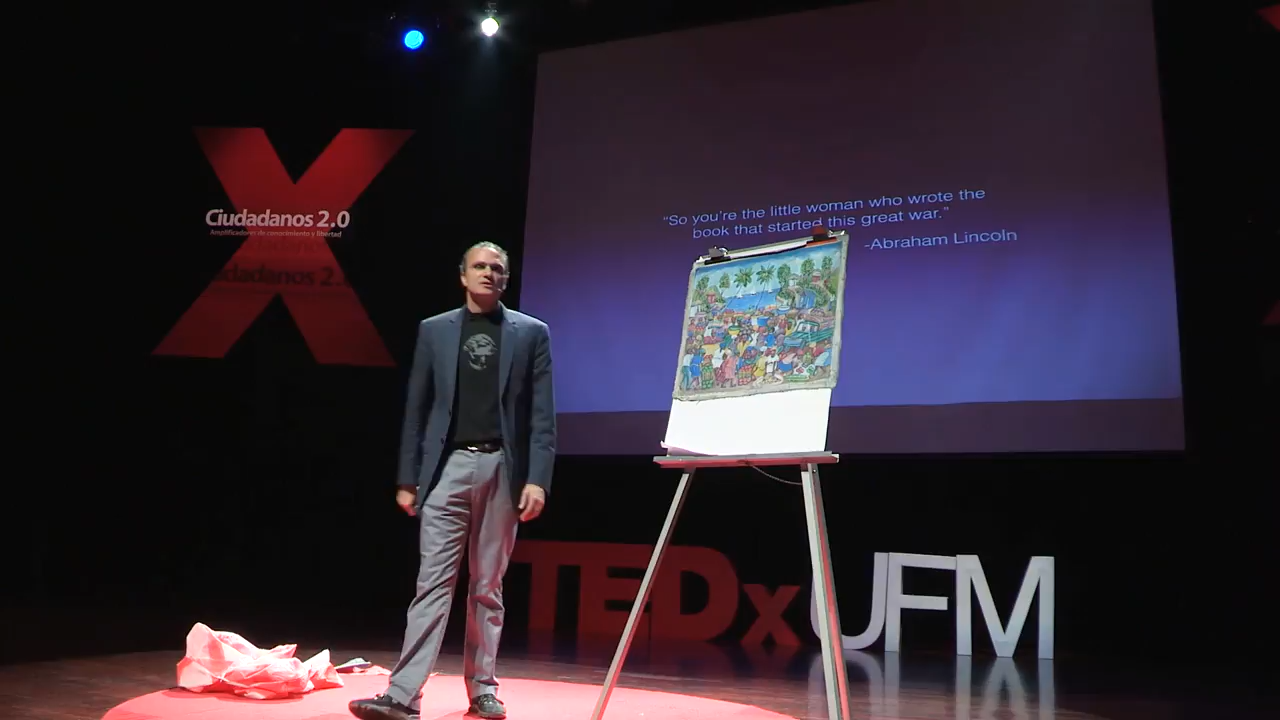 “So you’re the little woman who wrote the
book that started this great war.”
-Abraham Lincoln
Ciudadanos 2.0
Amplificadores de conocimiento y libertad
TEDxUFM